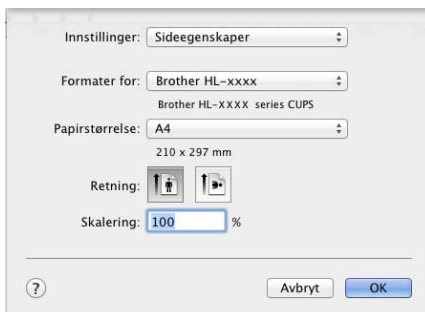 Innstillinger: Sideegenskaper
Formater for: Brother HL-xxxx
Brother HL-XXXX series CUPS
Papirstørrelse: A4
210 x 297 mm
Retning:
Skalering: 100 %
? Avbryt OK